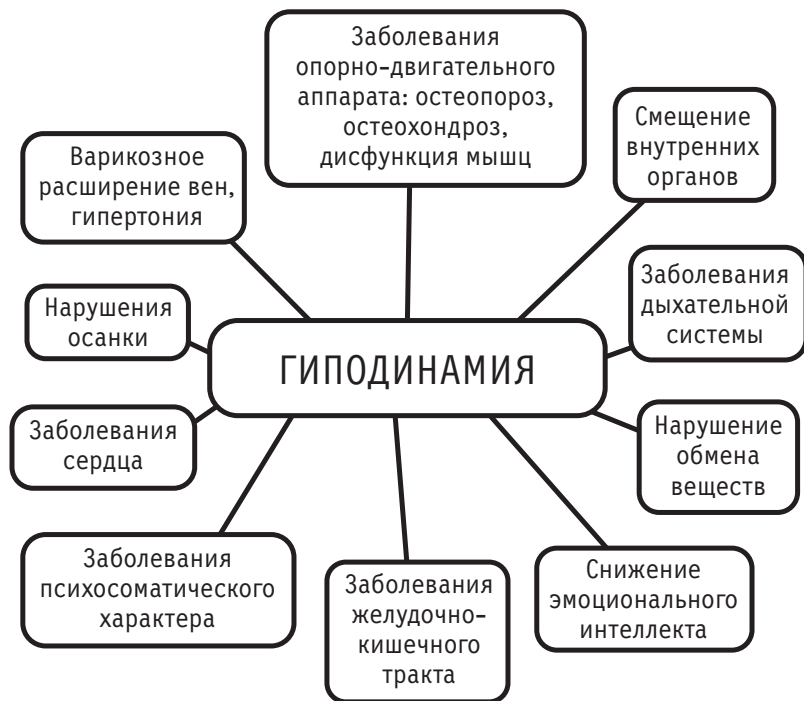 Заболевания
опорно-двигательного
аппарата: остеопороз,
остеохондроз,
дисфункция мышц
Смещение
внутренних
органов
Варикозное
расширение вен,
гипертония
Заболевания
дыхательной
системы
Нарушения
осанки
ГИПОДИНАМИЯ
Заболевания
сердца
Нарушение
обмена
веществ
Заболевания
психосоматического
характера
Заболевания
желудочно-
кишечного
тракта
Снижение
эмоционального
интеллекта